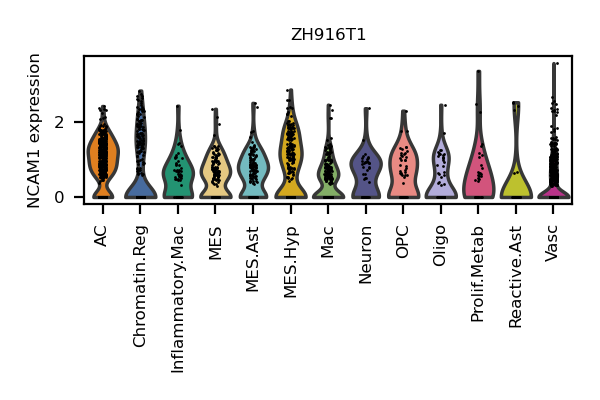 ZH916T1
NCAM1 expression
2
0
AC
Chromatin.Reg
Inflammatory.Mac
MES
MES.Ast
MES.Hyp
Mac
Neuron
OPC
Oligo
Prolif.Metab
Reactive.Ast
Vasc